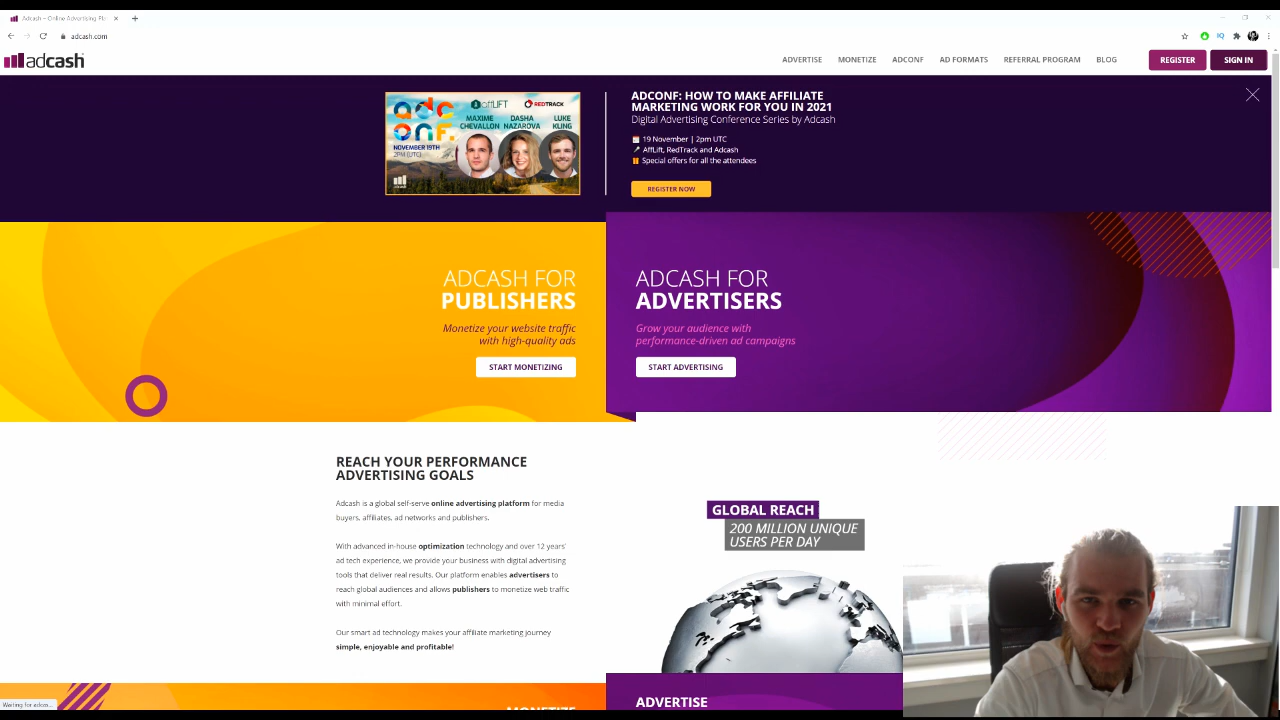 Adcash – Online Advertising Pla
adcash.com
IQ
adcash
ADVERTISE
MONETIZE
ADCONF
AD FORMATS
REFERRAL PROGRAM
BLOG
REGISTER
SIGN IN
adc
onf.
NOVEMBER 19TH
2PM (UTC)
affLIFT
REDTRACK
MAXIME
CHEVALLON
DASHA
NAZAROVA
LUKE
KLING
ADCONF: HOW TO MAKE AFFILIATE
MARKETING WORK FOR YOU IN 2021
Digital Advertising Conference Series by Adcash
19 November | 2pm UTC
AffLift, RedTrack and Adcash
Special offers for all the attendees
REGISTER NOW
ADCASH FOR
PUBLISHERS
Monetize your website traffic
with high-quality ads
START MONETIZING
ADCASH FOR
ADVERTISERS
Grow your audience with
performance-driven ad campaigns
START ADVERTISING
REACH YOUR PERFORMANCE
ADVERTISING GOALS
Adcash is a global self-serve online advertising platform for media
buyers, affiliates, ad networks and publishers.
With advanced in-house optimization technology and over 12 years'
ad tech experience, we provide your business with digital advertising
tools that deliver real results. Our platform enables advertisers to
reach global audiences and allows publishers to monetize web traffic
with minimal effort.
Our smart ad technology makes your affiliate marketing journey
simple, enjoyable and profitable!
GLOBAL REACH
200 MILLION UNIQUE
USERS PER DAY
MONETIZE
ADVERTISE
Waiting for adcas...